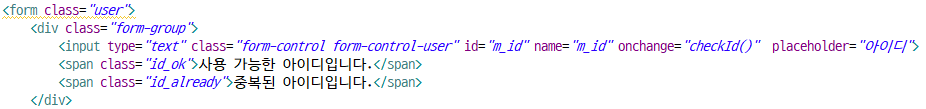 <form class="user">
<div class="form-group">
<input type="text" class="form-control form-control-user" id="m_id" name="m_id" onchange="checkId()" placeholder="아이디">
<span class="id_ok">사용 가능한 아이디입니다.</span>
<span class="id_already">중복된 아이디입니다.</span>
</div>